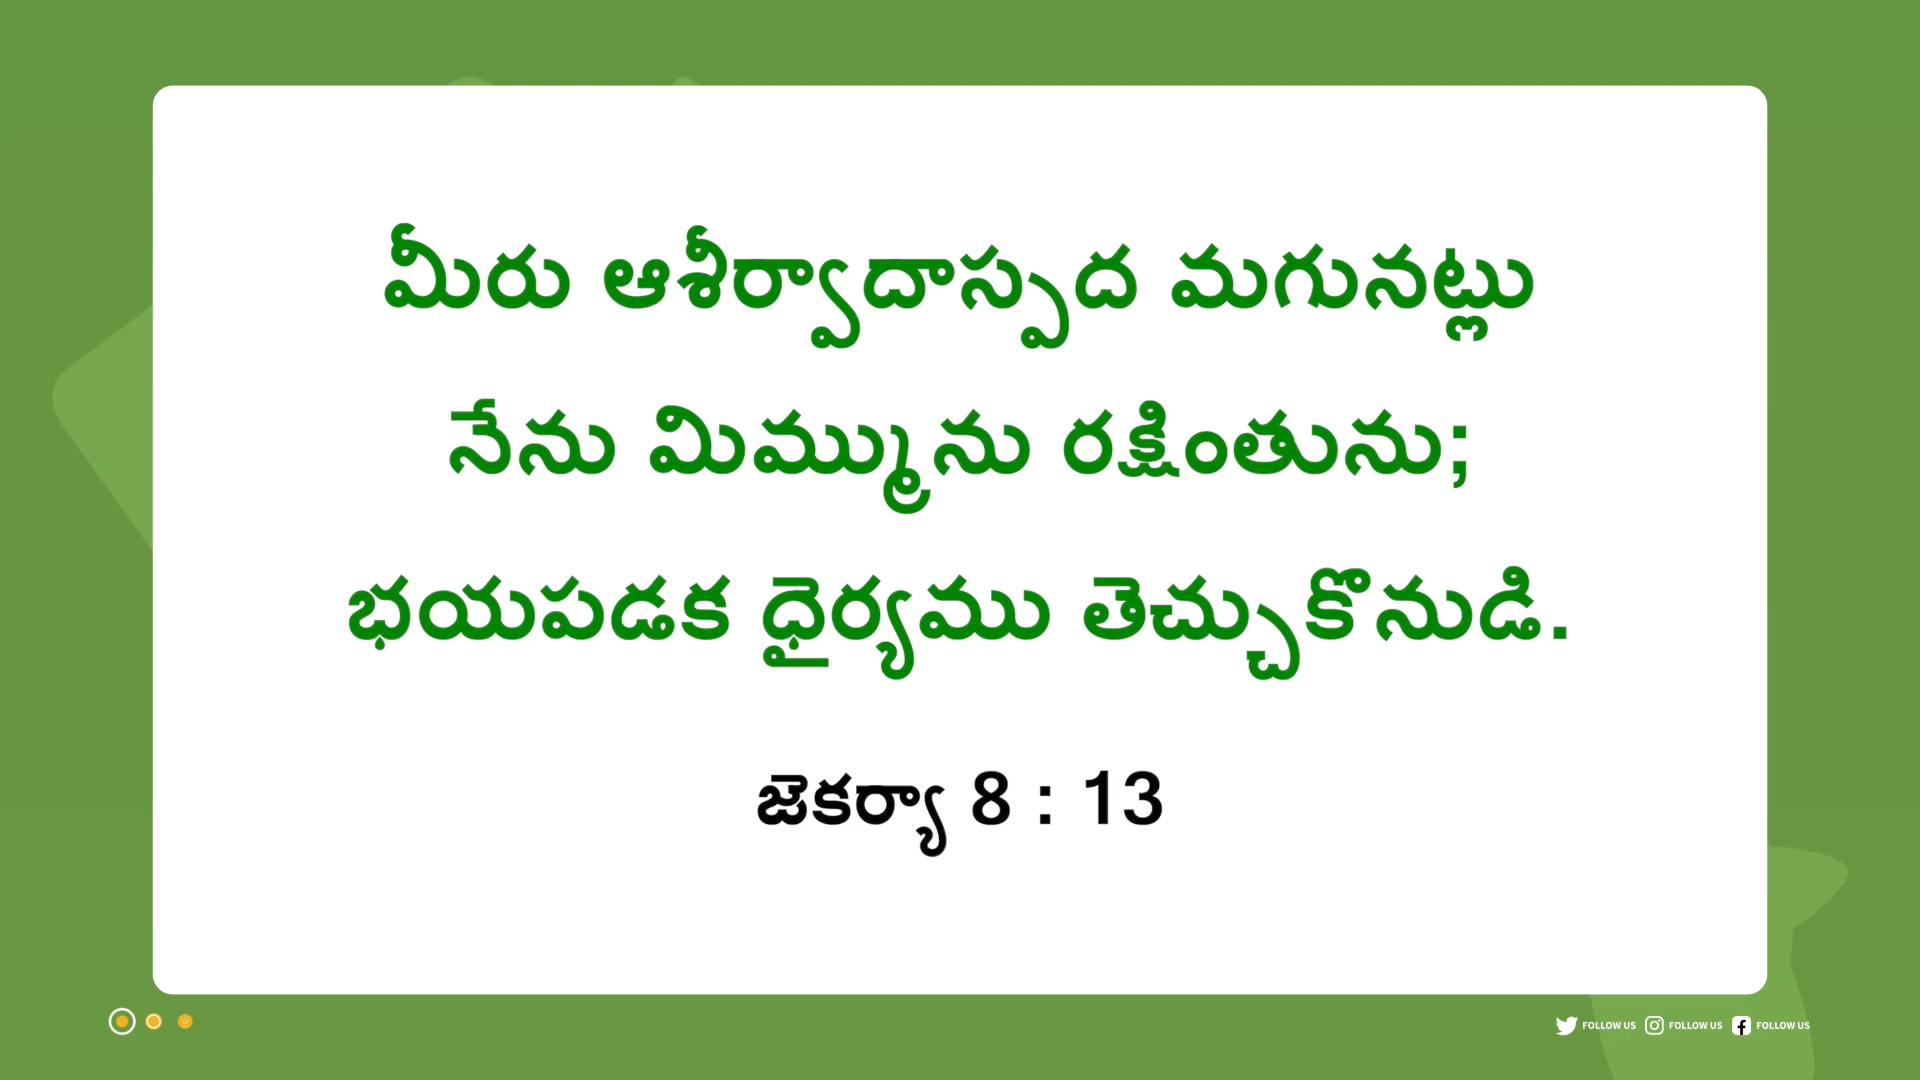 మీరు ఆశీర్వాదాస్పద మగునట్లు
నేను మిమ్మును రక్షింతును;
భయపడక ధైర్యము తెచ్చుకొనుడి.
జెకర్యా 8 : 13
FOLLOW US FOLLOW US FOLLOW US